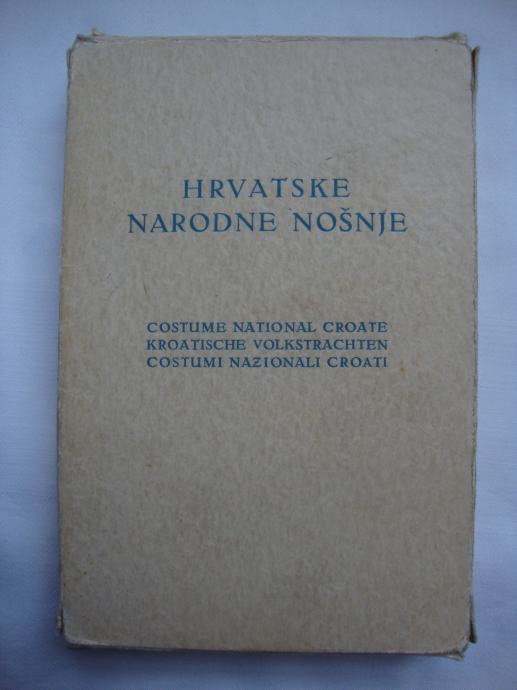 HRVATSKE
NARODNE NOŠNJE
COSTUME NATIONAL CROATE
KROATISCHE VOLKSTRACHTEN
COSTUMI NAZIONALI CROATI